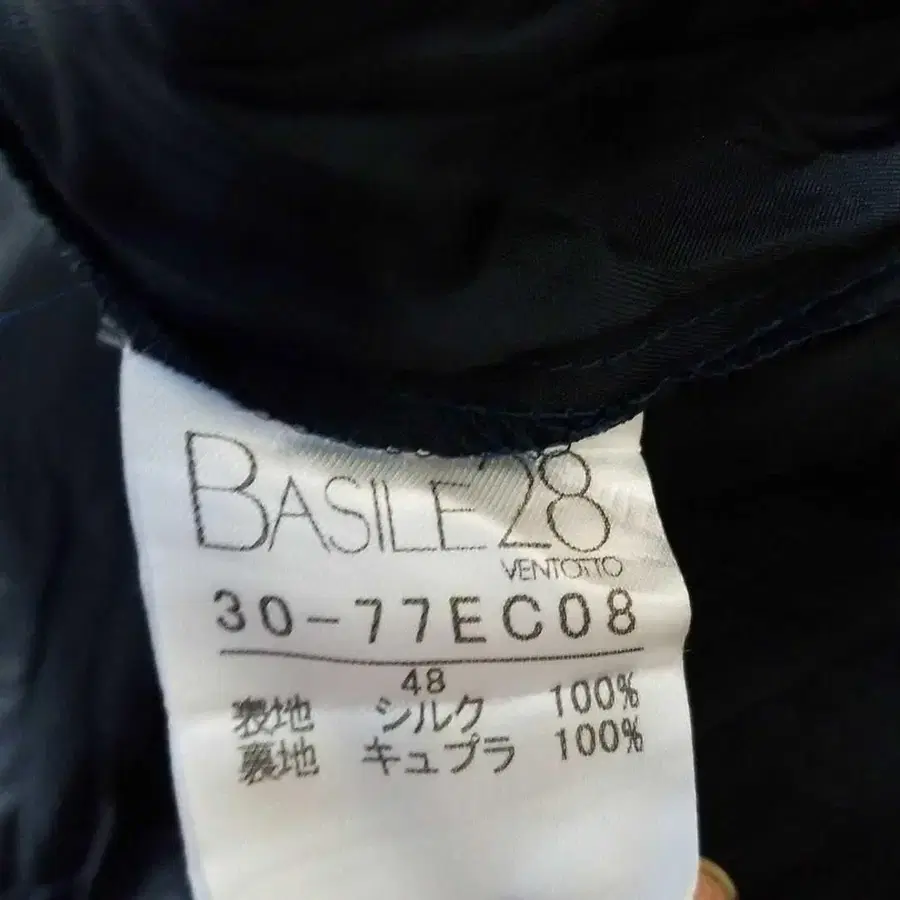 BASILE28
VENTOTTO
30-77EC08
48
表地 シルク 100%
裏地 キュプラ 100%